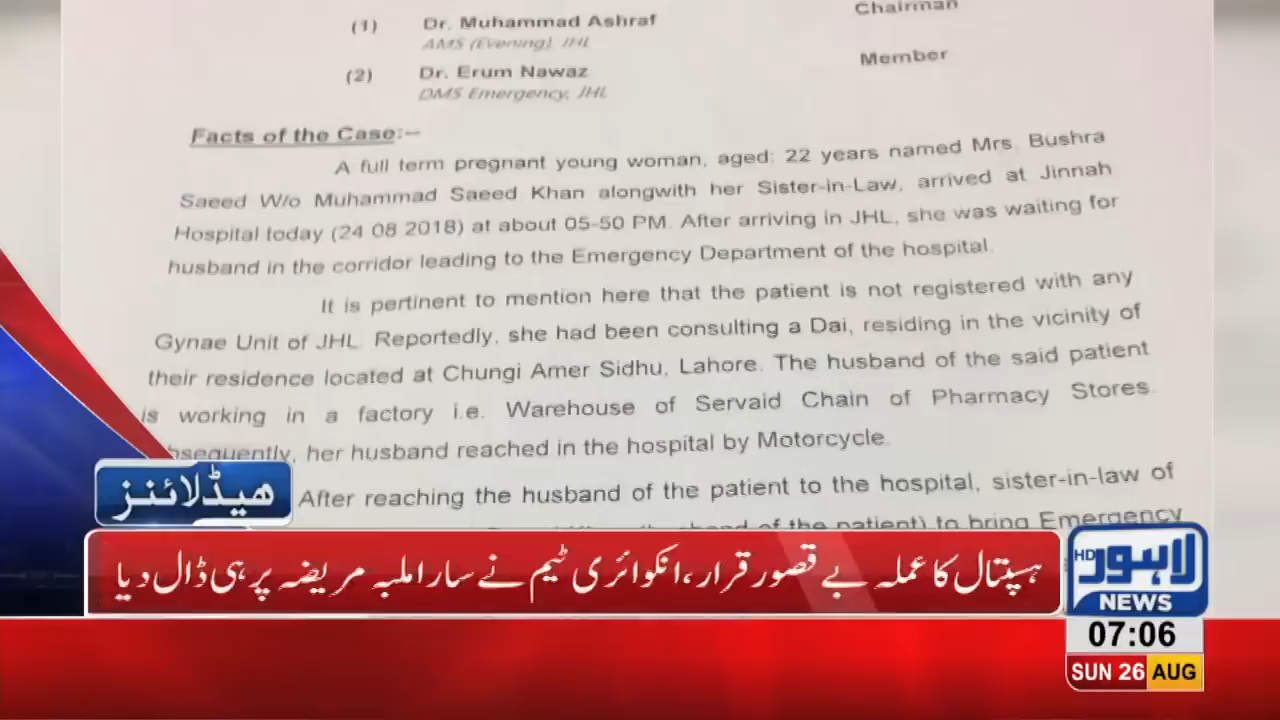 (1) Dr. Muhammad Ashraf Chairman
AMS (Evening), JHL
(2) Dr. Erum Nawaz Member
DMS Emergency, JHL
Facts of the Case:--
A full term pregnant young woman, aged: 22 years named Mrs. Bushra
Saeed W/o Muhammad Saeed Khan alongwith her Sister-in-Law, arrived at Jinnah
Hospital today (24 08 2018) at about 05-50 PM. After arriving in JHL, she was waiting for
husband in the corridor leading to the Emergency Department of the hospital.
It is pertinent to mention here that the patient is not registered with any
Gynae Unit of JHL. Reportedly, she had been consulting a Dai, residing in the vicinity of
their residence located at Chungi Amer Sidhu, Lahore. The husband of the said patient
is working in a factory i.e. Warehouse of Servaid Chain of Pharmacy Stores.
bsequently, her husband reached in the hospital by Motorcycle.
After reaching the husband of the patient to the hospital, sister-in-law of
of the patient) to bring Emergency
ہیڈلائنز
ہسپتال کا عملہ بے قصور قرار، انکوائری ٹیم نے سارا ملبہ مریضہ پر ہی ڈال دیا
لاہور HD
NEWS
07:06
SUN 26 AUG